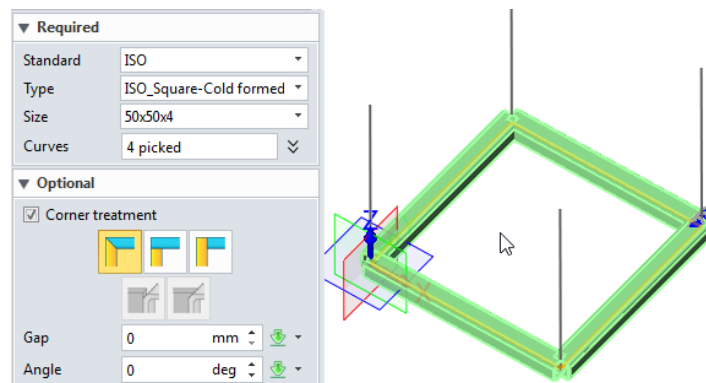 Required
Standard ISO
Type ISO_Square-Cold formed
Size 50x50x4
Curves 4 picked
Optional
Corner treatment
Gap 0 mm
Angle 0 deg
Z
X